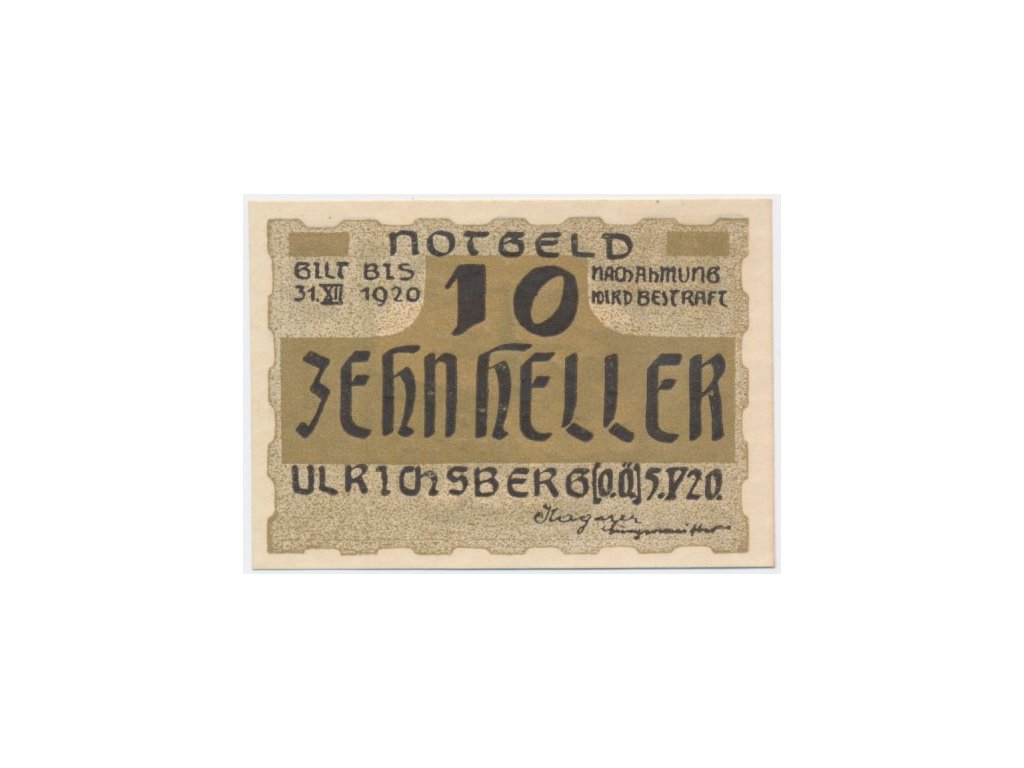 NOTGELD
GILT BIS
31.XII 1920
10
NACHAHMUNG
WIRD BESTRAFT
ZEHN HELLER
ULRICHSBERG (O.Ö) 5.V 20.